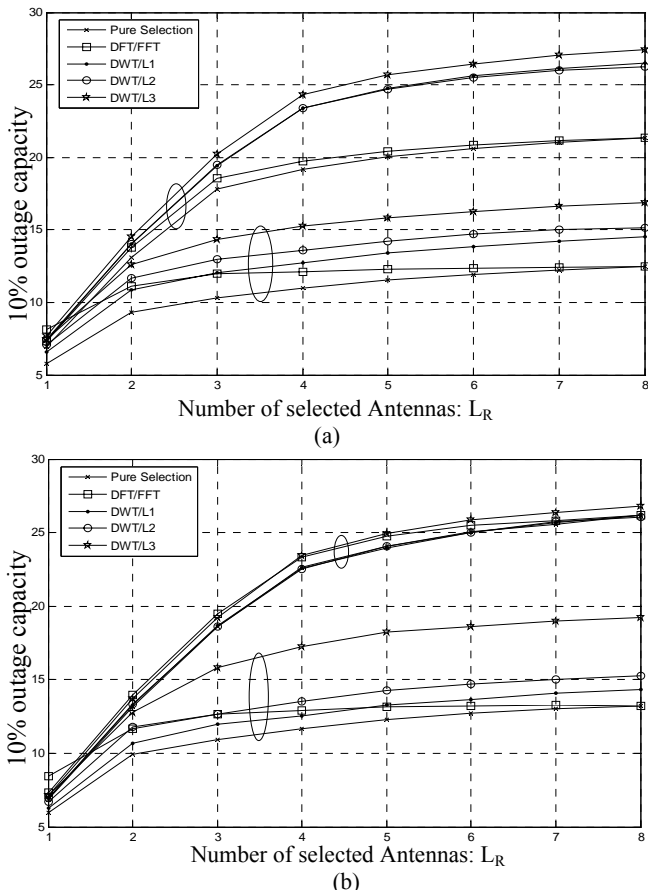 30
25
20
15
10
5
10% outage capacity
Pure Selection
DFT/FFT
DWT/L1
DWT/L2
DWT/L3
1 2 3 4 5 6 7 8
Number of selected Antennas: L_R
(a)
30
25
20
15
10
5
10% outage capacity
Pure Selection
DFT/FFT
DWT/L1
DWT/L2
DWT/L3
1 2 3 4 5 6 7 8
Number of selected Antennas: L_R
(b)